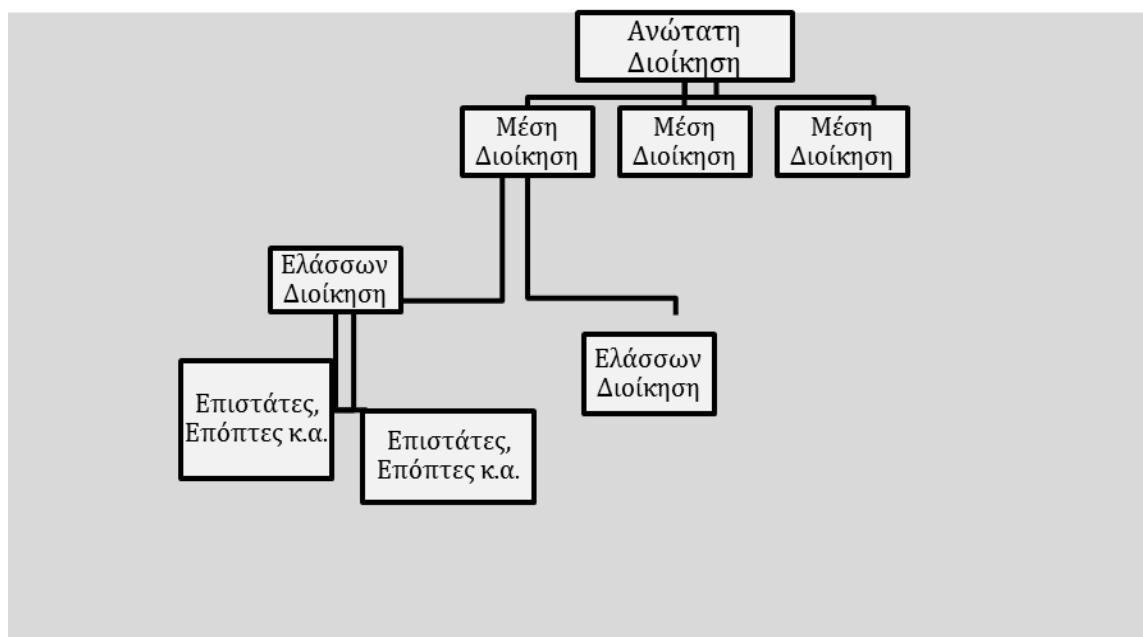 Ανώτατη
Διοίκηση
Μέση
Διοίκηση
Μέση
Διοίκηση
Μέση
Διοίκηση
Ελάσσων
Διοίκηση
Ελάσσων
Διοίκηση
Επιστάτες,
Επόπτες κ.α.
Επιστάτες,
Επόπτες κ.α.